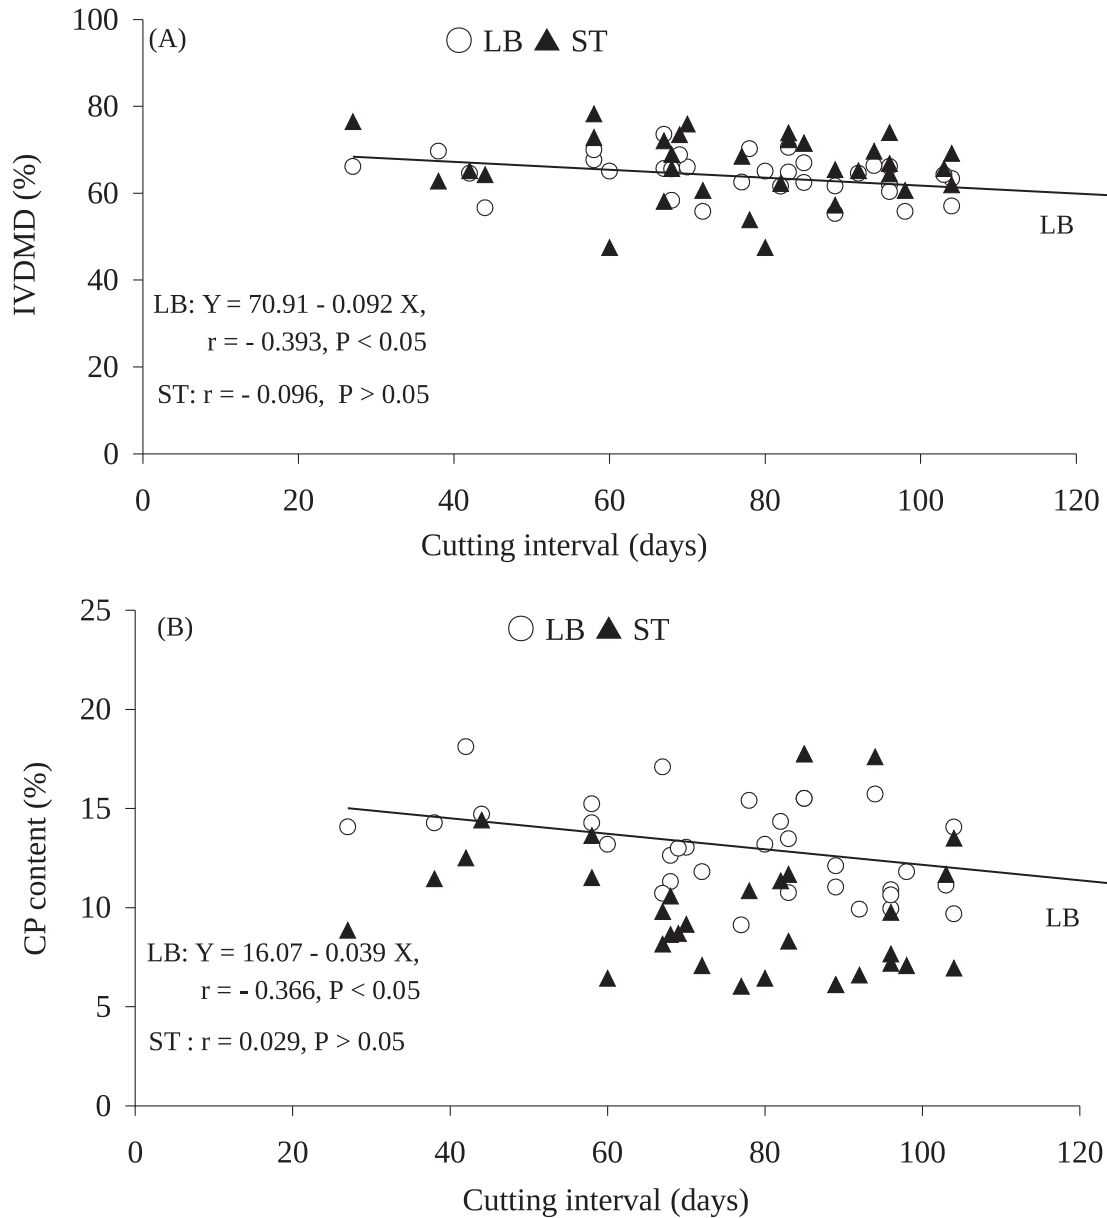 100
(A)
LB ST
80
60
LB
40
IVDMD (%)
LB: Y = 70.91 - 0.092 X,
r = - 0.393, P < 0.05
20
ST: r = - 0.096, P > 0.05
0
0 20 40 60 80 100 120
Cutting interval (days)
25
(B)
LB ST
20
15
10
LB
CP content (%)
LB: Y = 16.07 - 0.039 X,
r = - 0.366, P < 0.05
5
ST : r = 0.029, P > 0.05
0
0 20 40 60 80 100 120
Cutting interval (days)